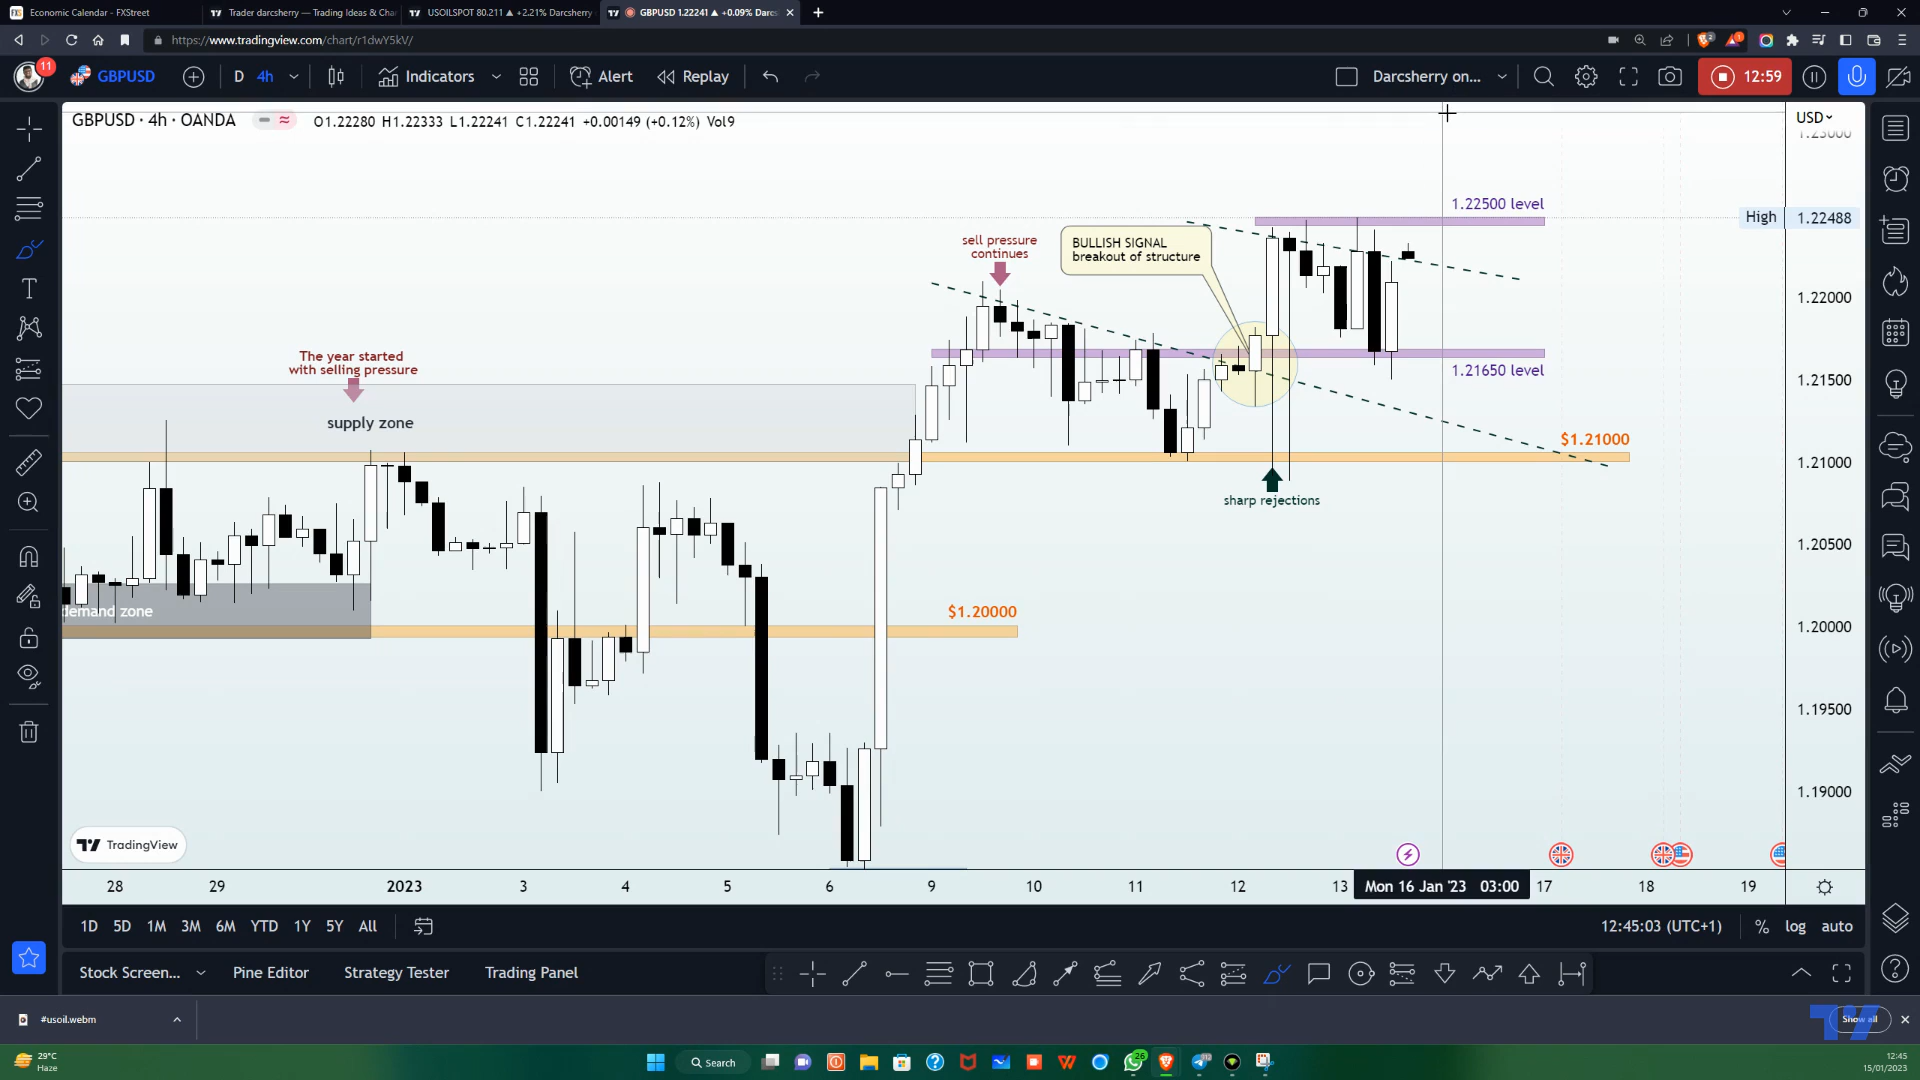 Economic Calendar - FXStreet
Trader darcsherry — Trading Ideas & Cha
USOILSPOT 80.211 ▲ +2.21% Darcsherry
GBPUSD 1.22241 ▲ +0.09% Darcs
https://www.tradingview.com/chart/r1dwY5kV/
11
GBPUSD
D
4h
Indicators
Alert
Replay
Darcsherry on...
12:59
GBPUSD · 4h · OANDA
O1.22280 H1.22333 L1.22241 C1.22241 +0.00149 (+0.12%) Vol9
USD
1.23000
1.22500 level
High 1.22488
sell pressure
continues
BULLISH SIGNAL
breakout of structure
1.22000
The year started
with selling pressure
1.21650 level
1.21500
supply zone
$1.21000
1.21000
sharp rejections
1.20500
demand zone
$1.20000
1.20000
1.19500
1.19000
TradingView
28 29 2023 3 4 5 6 9 10 11 12 13 Mon 16 Jan '23 03:00 17 18 19
1D 5D 1M 3M 6M YTD 1Y 5Y All
12:45:03 (UTC+1) % log auto
Stock Screen... Pine Editor Strategy Tester Trading Panel
#usoil.webm
Show all
29°C
Haze
Search
26
12:45
15/01/2023